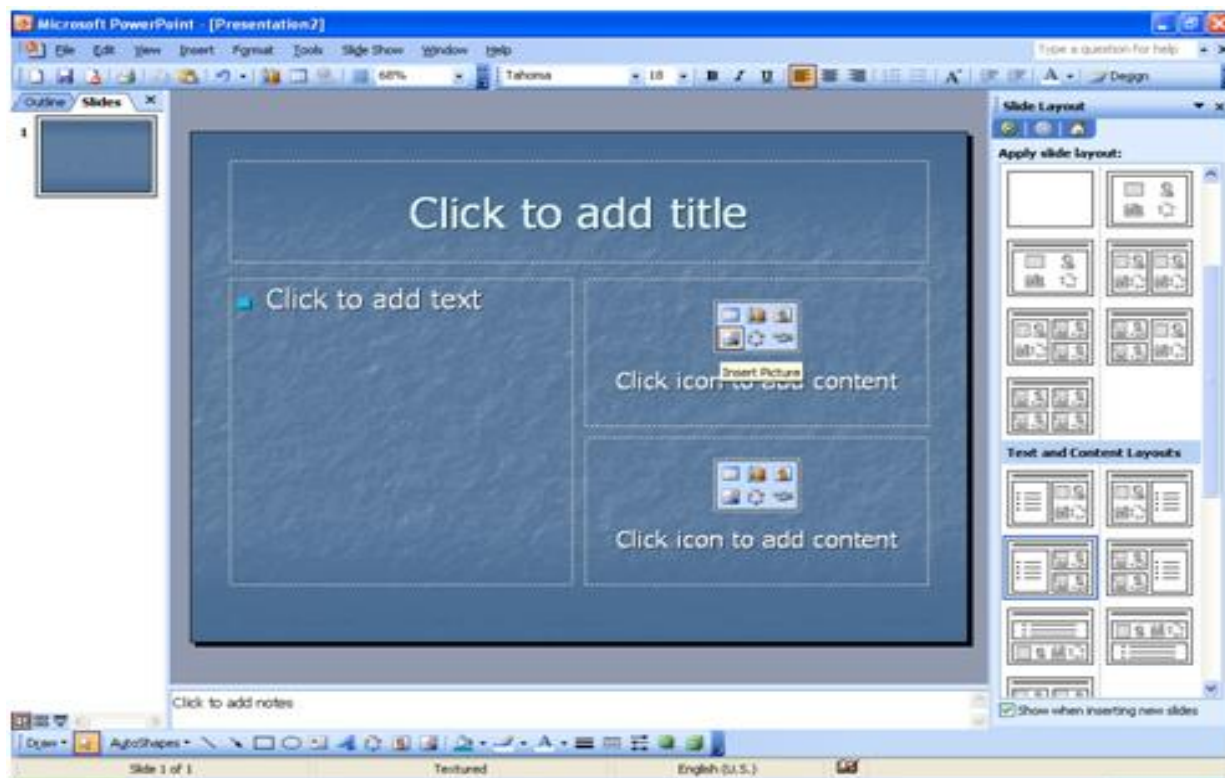 Microsoft PowerPoint - [Presentation2]
File Edit View Insert Format Tools Slide Show Window Help
Type a question for help
68% Tahoma 18 B I U A A Design
Outline Slides
Slide Layout
1
Apply slide layout:
Click to add title
Click to add text
Insert Picture
Click icon to add content
Text and Content Layouts
Click icon to add content
Click to add notes
Show when inserting new slides
Draw AutoShapes A
Slide 1 of 1 Textured English (U.S.)